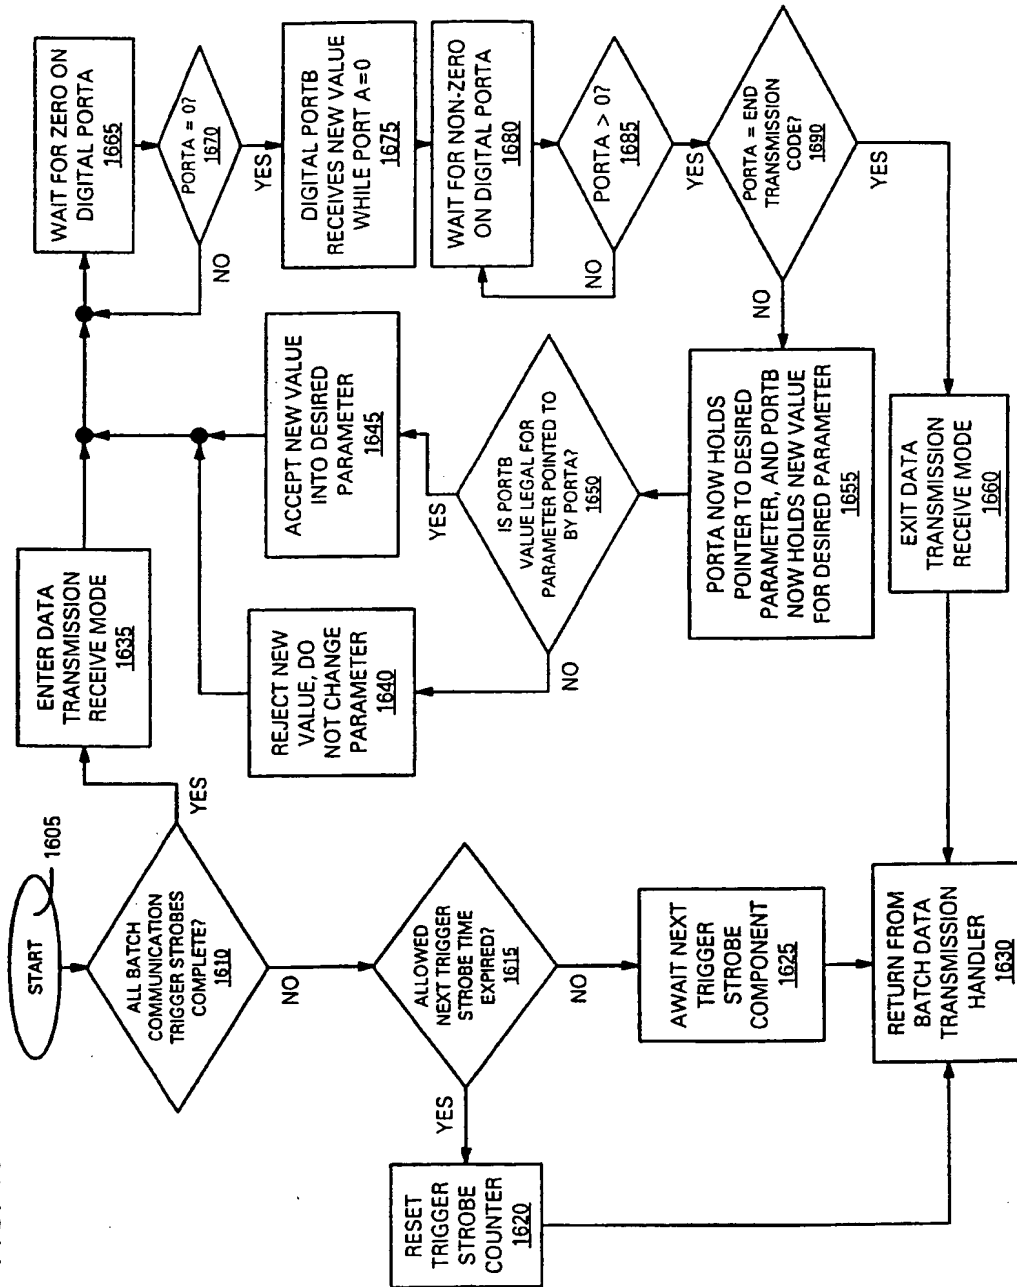 START
1605
ALL BATCH
COMMUNICATION
TRIGGER STROBES
COMPLETE?
1610
YES
NO
ENTER DATA
TRANSMISSION
RECEIVE MODE
1635
ALLOWED
NEXT TRIGGER
STROBE TIME
EXPIRED?
1615
YES
NO
RESET
TRIGGER
STROBE
COUNTER
1620
AWAIT NEXT
TRIGGER
STROBE
COMPONENT
1625
RETURN FROM
BATCH DATA
TRANSMISSION
HANDLER
1630
REJECT NEW
VALUE, DO
NOT CHANGE
PARAMETER
1640
ACCEPT NEW VALUE
INTO DESIRED
PARAMETER
1645
YES
NO
IS PORTB
VALUE LEGAL FOR
PARAMETER POINTED TO
BY PORTA?
1650
PORTA NOW HOLDS
POINTER TO DESIRED
PARAMETER, AND PORTB
NOW HOLDS NEW VALUE
FOR DESIRED PARAMETER
1655
EXIT DATA
TRANSMISSION
RECEIVE MODE
1660
WAIT FOR ZERO ON
DIGITAL PORTA
1665
PORTA = 0?
1670
NO
YES
DIGITAL PORTB
RECEIVES NEW VALUE
WHILE PORT A=0
1675
WAIT FOR NON-ZERO
ON DIGITAL PORTA
1680
PORTA > 0?
1685
NO
YES
PORTA = END
TRANSMISSION
CODE?
1690
NO
YES